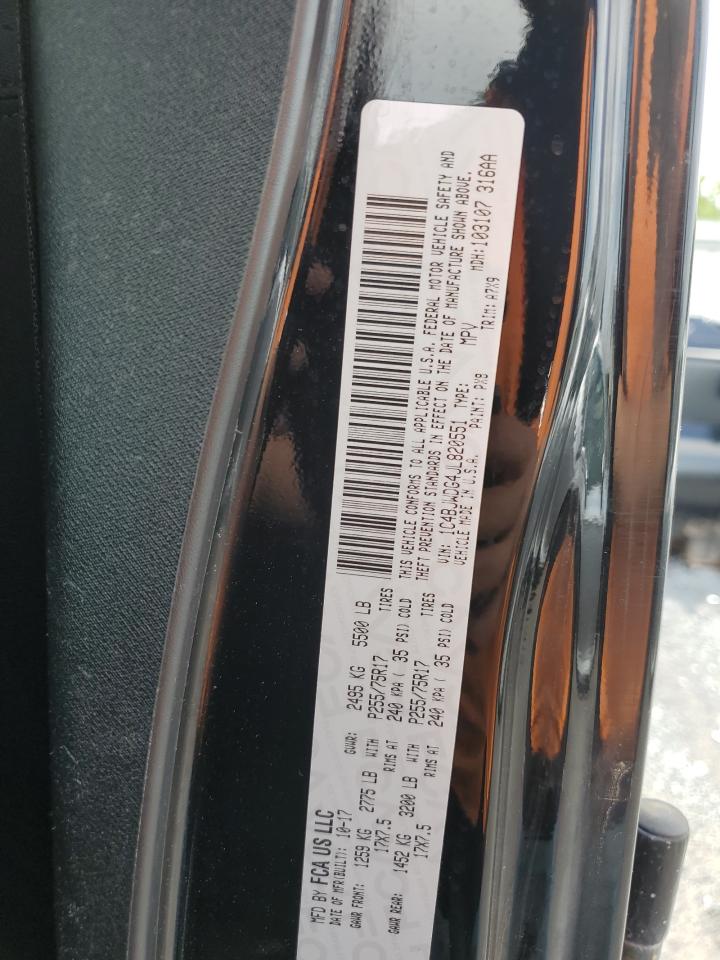 MFD BY FCA US LLC
DATE OF MFR(BUILT): 10-17 GVWR: 2495 KG 5500 LB
GAWR FRONT: 1259 KG 2775 LB WITH P255/75R17 TIRES
17X7.5 RIMS AT 240 KPA ( 35 PSI) COLD
GAWR REAR: 1452 KG 3200 LB WITH P255/75R17 TIRES
17X7.5 RIMS AT 240 KPA ( 35 PSI) COLD
THIS VEHICLE CONFORMS TO ALL APPLICABLE U.S.A. FEDERAL MOTOR VEHICLE SAFETY AND
THEFT PREVENTION STANDARDS IN EFFECT ON THE DATE OF MANUFACTURE SHOWN ABOVE.
VIN: 1C4BJWDG4JL820551 TYPE: MPV MDH:103107 316AA
VEHICLE MADE IN U.S.A. PAINT: PX8 TRIM: A7X9